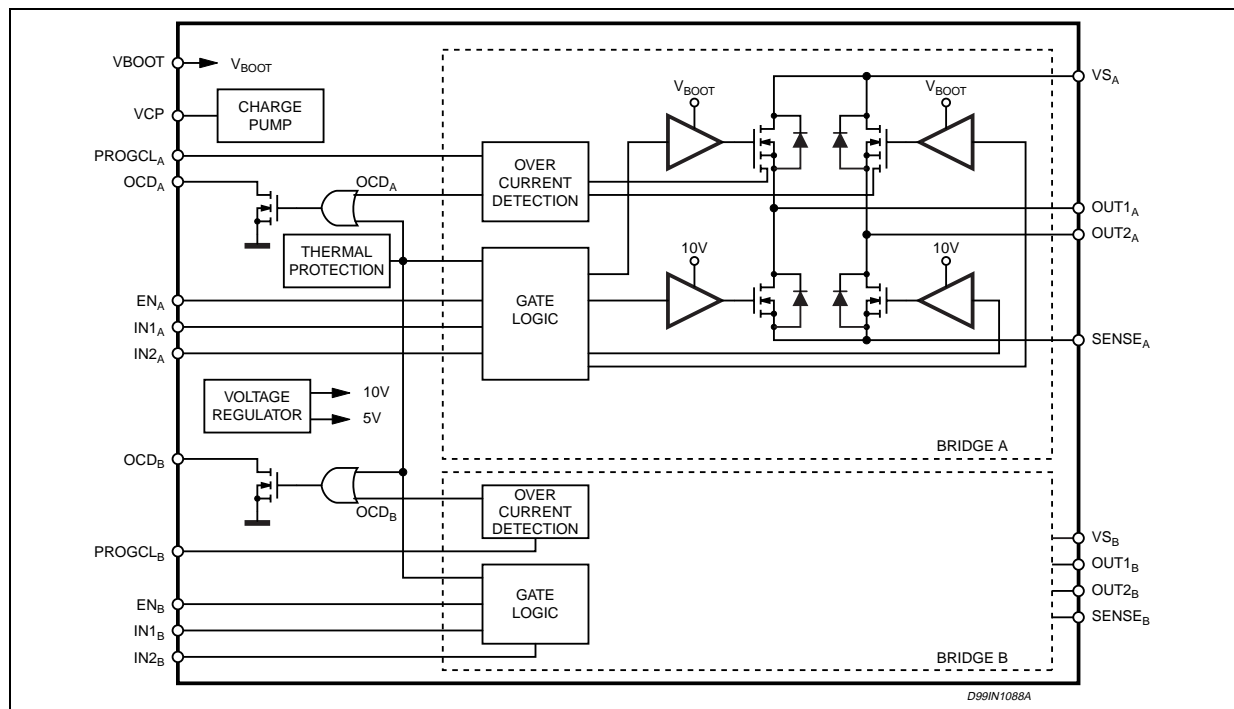 VBOOT
VBOOT
VCP
CHARGE
PUMP
VBOOT
VBOOT
VSA
PROGCLA
OCDA
OCDA
OVER
CURRENT
DETECTION
THERMAL
PROTECTION
OUT1A
OUT2A
10V
10V
ENA
IN1A
IN2A
GATE
LOGIC
SENSEA
VOLTAGE
REGULATOR
10V
5V
BRIDGE A
OCDB
OCDB
OVER
CURRENT
DETECTION
PROGCLB
VSB
OUT1B
OUT2B
SENSEB
ENB
IN1B
IN2B
GATE
LOGIC
BRIDGE B
D99IN1088A